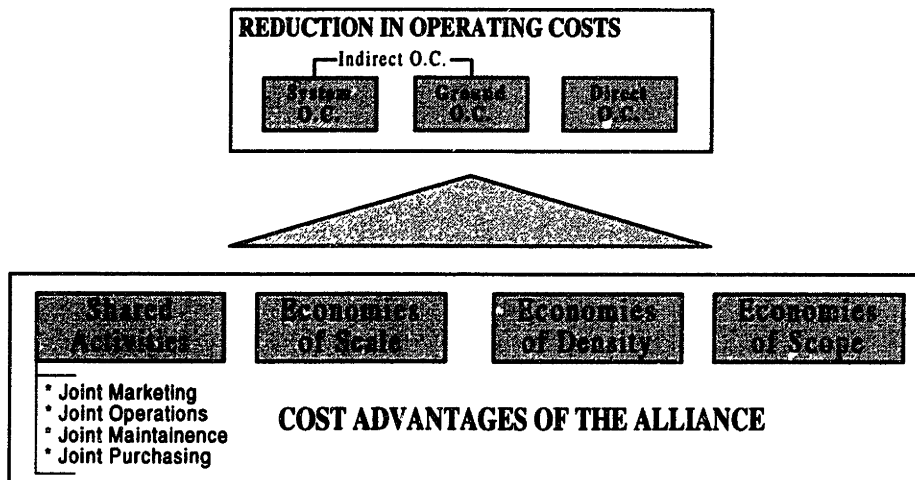 REDUCTION IN OPERATING COSTS
Indirect O.C.
System
O.C.
Ground
O.C.
Direct
O.C.
Shared
Activities
Economies
of Scale
Economies
of Density
Economies
of Scope
* Joint Marketing
* Joint Operations
* Joint Maintainence
* Joint Purchasing
COST ADVANTAGES OF THE ALLIANCE